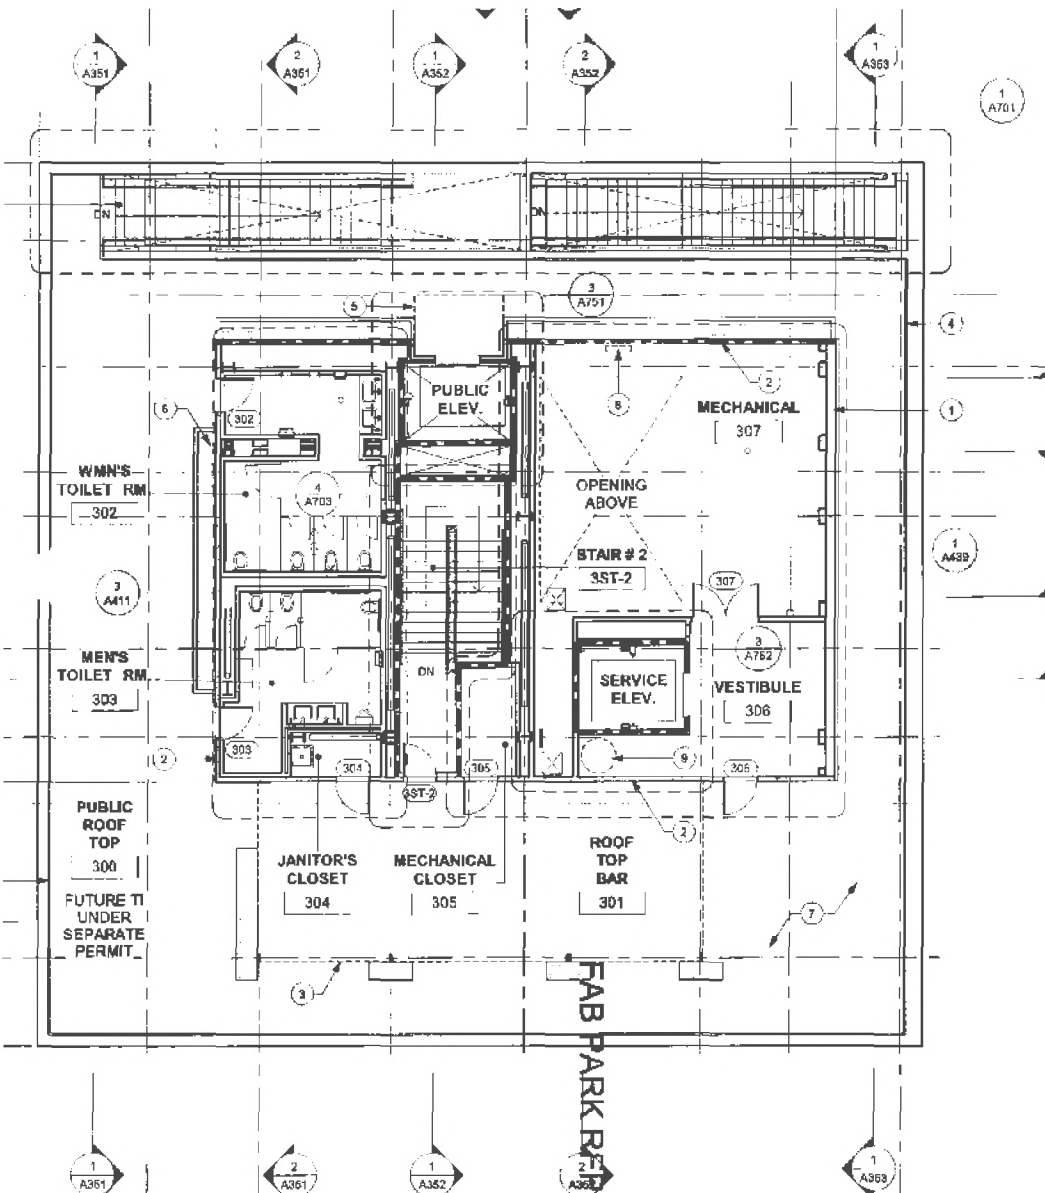 1
A351
2
A351
1
A352
2
A352
1
A353
1
A701
DN
DN
3
A751
5
4
PUBLIC
ELEV.
8
2
MECHANICAL
307
1
6
302
WMN'S
TOILET RM.
302
4
A703
OPENING
ABOVE
STAIR # 2
3ST-2
1
A439
3
A411
307
3
A752
MEN'S
TOILET RM.
303
DN
SERVICE
ELEV.
VESTIBULE
306
2
303
304
305
9
306
3ST-2
PUBLIC
ROOF
TOP
300
FUTURE TI
UNDER
SEPARATE
PERMIT
JANITOR'S
CLOSET
304
MECHANICAL
CLOSET
305
ROOF
TOP
BAR
301
2
7
3
FAB PARK
1
A351
2
A351
1
A352
2
1
A353